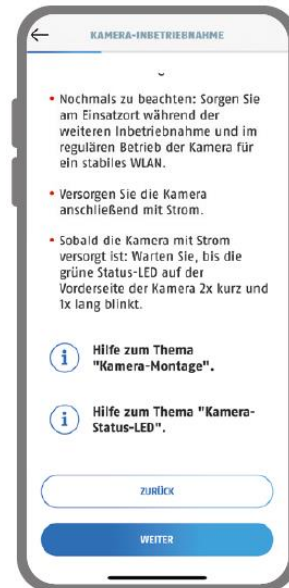 KAMERA-INBETRIEBNAHME
• Nochmals zu beachten: Sorgen Sie
am Einsatzort während der
weiteren Inbetriebnahme und im
regulären Betrieb der Kamera für
ein stabiles WLAN.
• Versorgen Sie die Kamera
anschließend mit Strom.
• Sobald die Kamera mit Strom
versorgt ist: Warten Sie, bis die
grüne Status-LED auf der
Vorderseite der Kamera 2x kurz und
1x lang blinkt.
Hilfe zum Thema
"Kamera-Montage".
Hilfe zum Thema "Kamera-
Status-LED".
ZURÜCK
WEITER